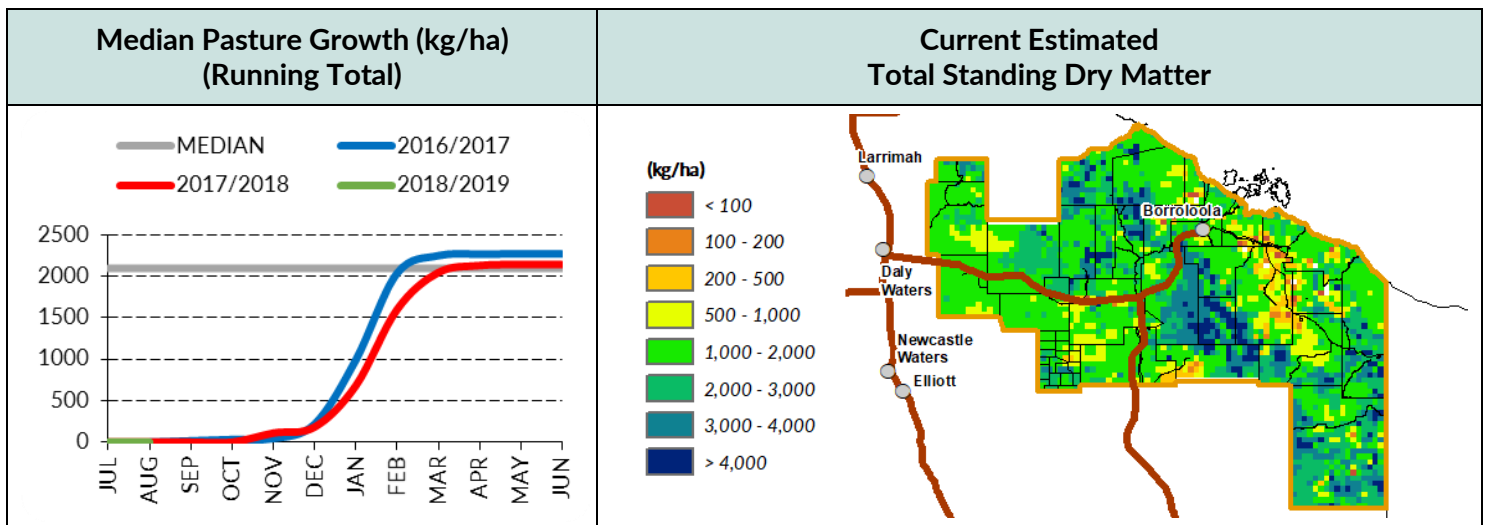 Median Pasture Growth (kg/ha)
(Running Total)
Current Estimated
Total Standing Dry Matter
MEDIAN
2016/2017
2017/2018
2018/2019
2500
2000
1500
1000
500
0
JUL
AUG
SEP
OCT
NOV
DEC
JAN
FEB
MAR
APR
MAY
JUN
(kg/ha)
< 100
100 - 200
200 - 500
500 - 1,000
1,000 - 2,000
2,000 - 3,000
3,000 - 4,000
> 4,000
Larrimah
Borroloola
Daly
Waters
Newcastle
Waters
Elliott